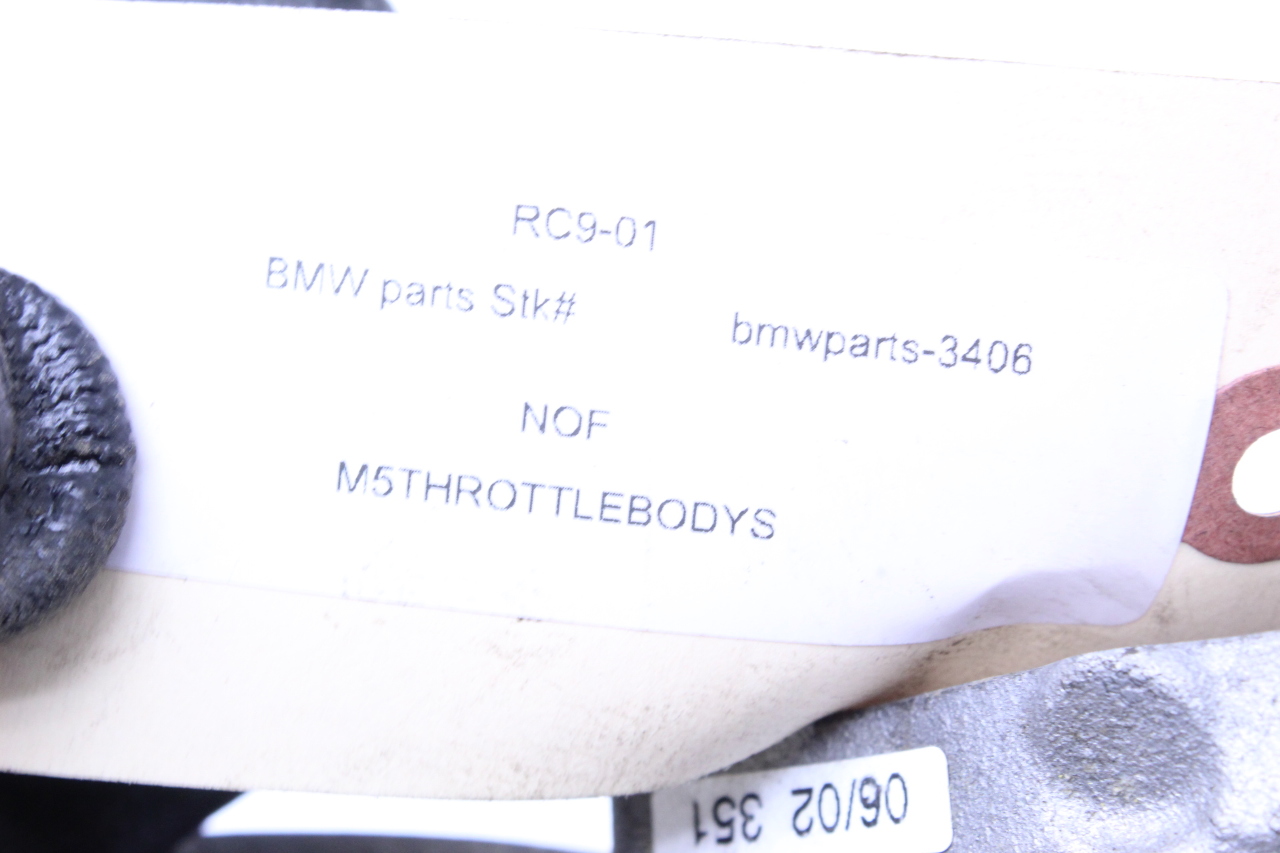 RC9-01
BMW parts Stk# bmwparts-3406
NOF
M5THROTTLEBODYS
06/02 351